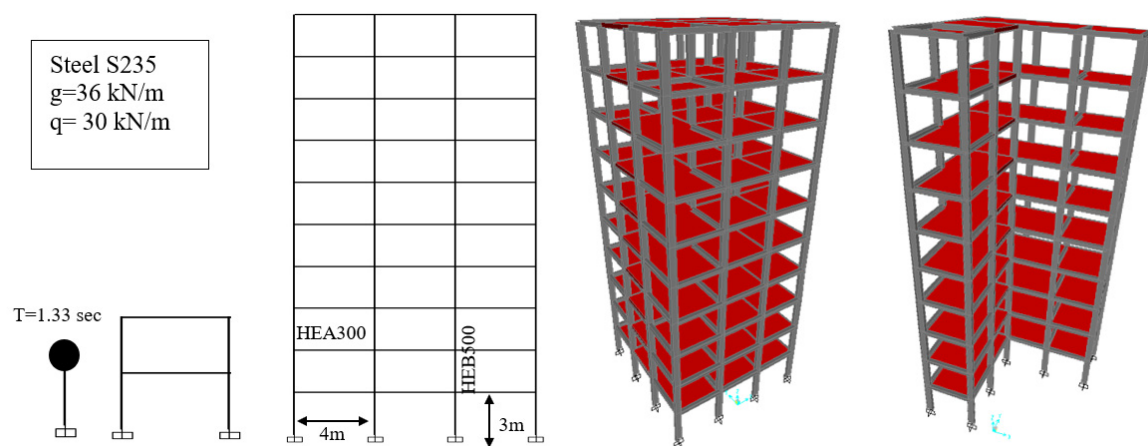 Steel S235
g=36 kN/m
q= 30 kN/m
T=1.33 sec
HEA300
HEB500
4m
3m